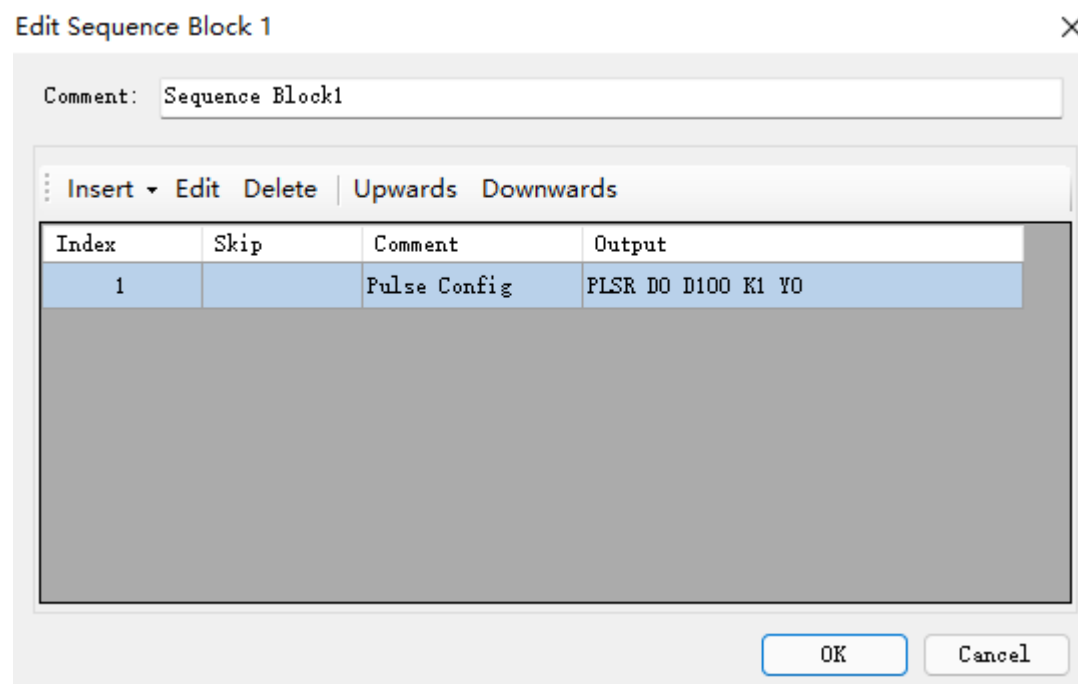 Edit Sequence Block 1
Comment: Sequence Block1
Insert Edit Delete Upwards Downwards
Index Skip Comment Output
1 Pulse Config PLSR D0 D100 K1 Y0
OK Cancel